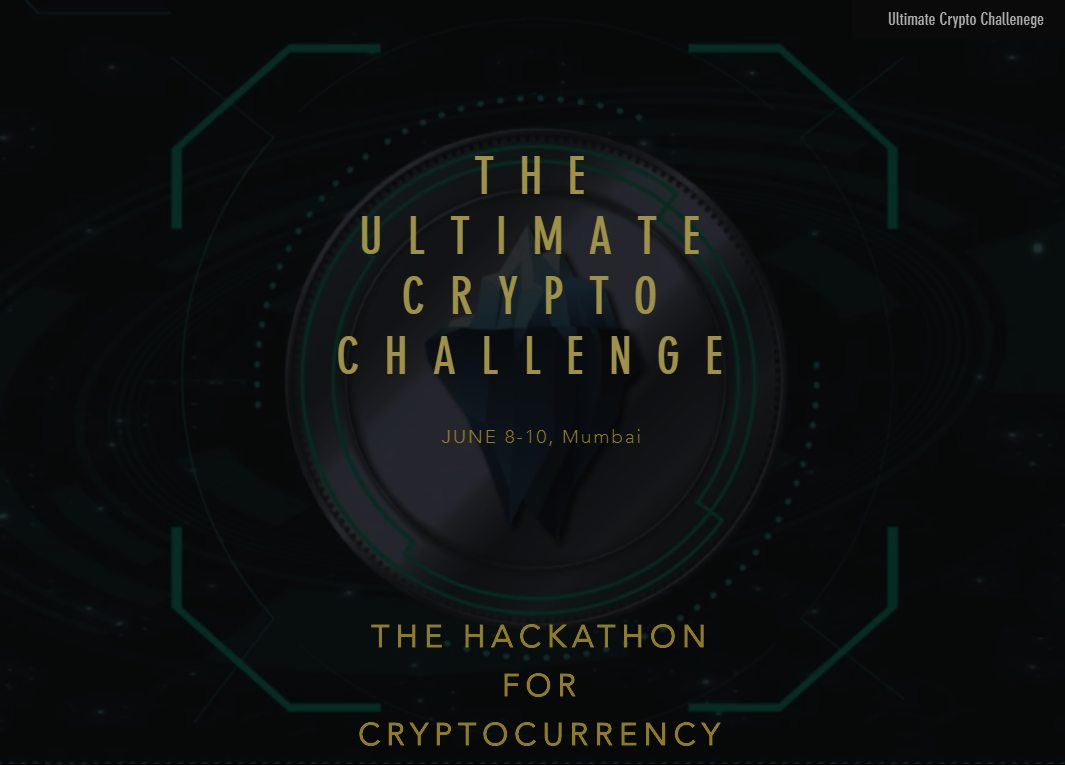 Ultimate Crypto Challenege
THE
ULTIMATE
CRYPTO
CHALLENGE
JUNE 8-10, Mumbai
THE HACKATHON
FOR
CRYPTOCURRENCY